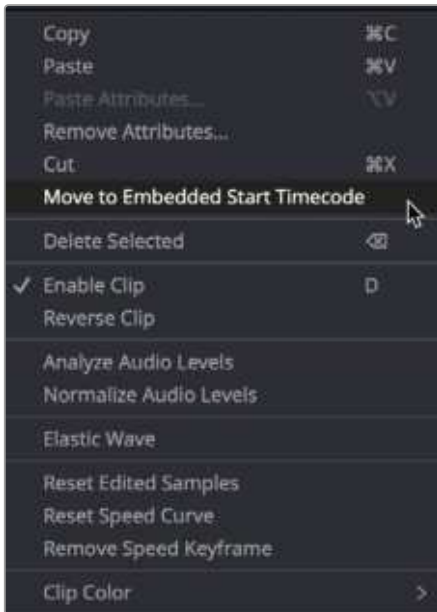 Copy ⌘C
Paste ⌘V
Paste Attributes... ⌥V
Remove Attributes...
Cut ⌘X
Move to Embedded Start Timecode
Delete Selected ⌫
✓ Enable Clip D
Reverse Clip
Analyze Audio Levels
Normalize Audio Levels
Elastic Wave
Reset Edited Samples
Reset Speed Curve
Remove Speed Keyframe
Clip Color >